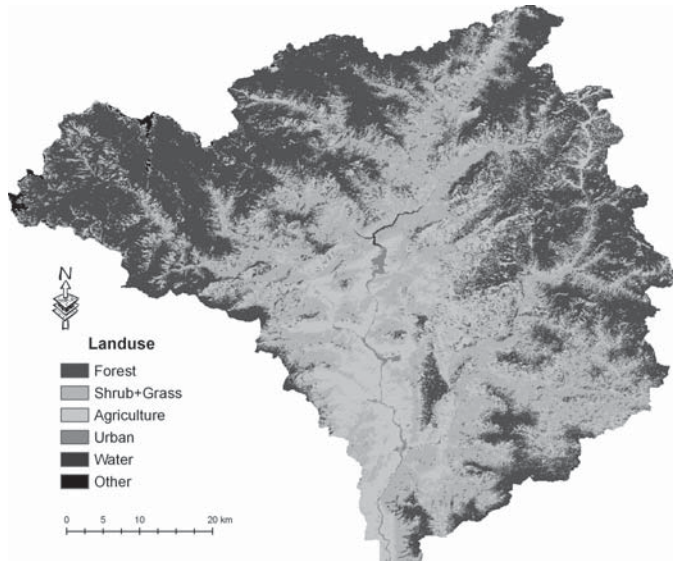 N
Landuse
Forest
Shrub+Grass
Agriculture
Urban
Water
Other
0 5 10 20 km